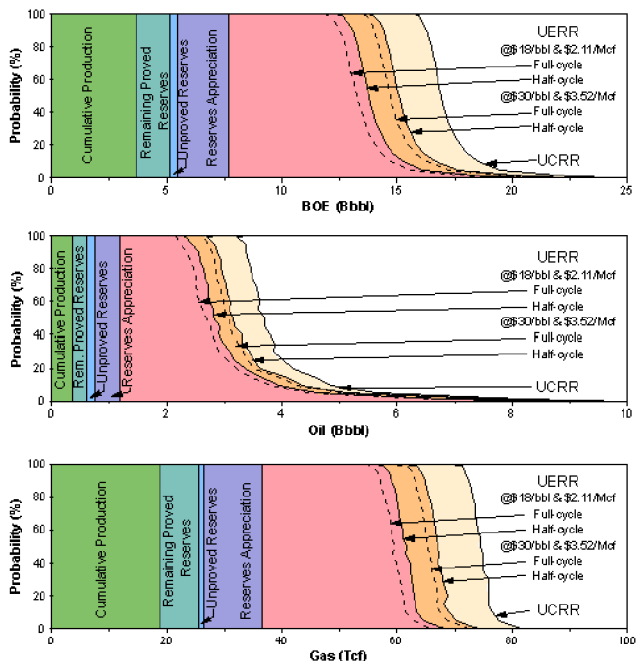 100
80
60
40
20
0
Probability (%)
Cumulative Production
Remaining Proved
Reserves
Unproved Reserves
Reserves Appreciation
UERR
@$18/bbl & $2.11/Mcf
Full-cycle
Half-cycle
@$30/bbl & $3.52/Mcf
Full-cycle
Half-cycle
UCRR
0
5
10
15
20
25
BOE (Bbbl)
100
80
60
40
20
0
Probability (%)
Cumulative Production
Rem. Proved Reserves
Unproved Reserves
Reserves Appreciation
UERR
@$18/bbl & $2.11/Mcf
Full-cycle
Half-cycle
@$30/bbl & $3.52/Mcf
Full-cycle
Half-cycle
UCRR
0
2
4
6
8
10
Oil (Bbbl)
100
80
60
40
20
0
Probability (%)
Cumulative Production
Remaining Proved
Reserves
Unproved Reserves
Reserves Appreciation
UERR
@$18/bbl & $2.11/Mcf
Full-cycle
Half-cycle
@$30/bbl & $3.52/Mcf
Full-cycle
Half-cycle
UCRR
0
20
40
60
80
100
Gas (Tcf)